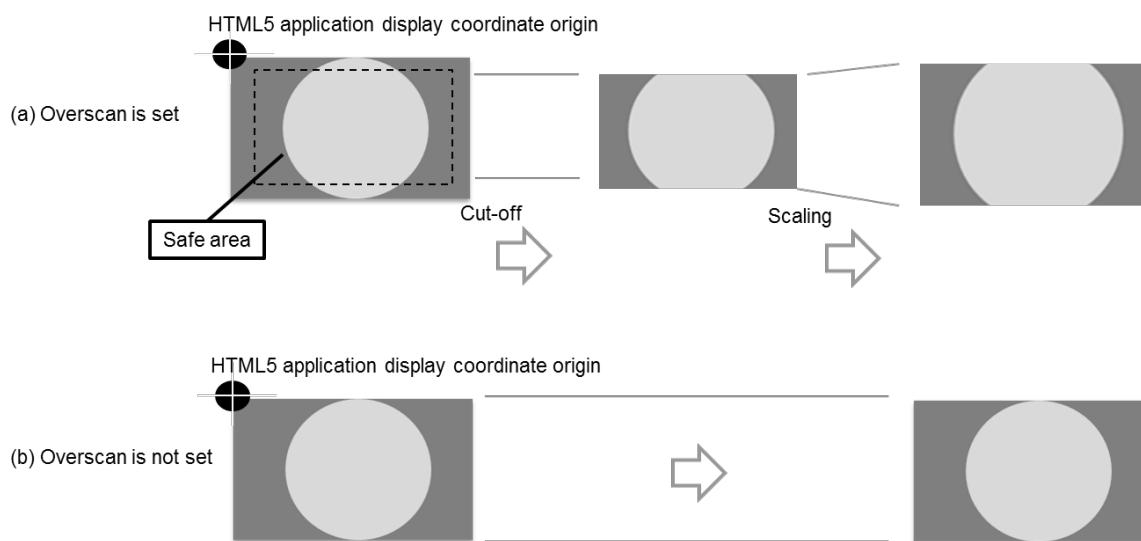 HTML5 application display coordinate origin
(a) Overscan is set
Safe area
Cut-off
Scaling
HTML5 application display coordinate origin
(b) Overscan is not set